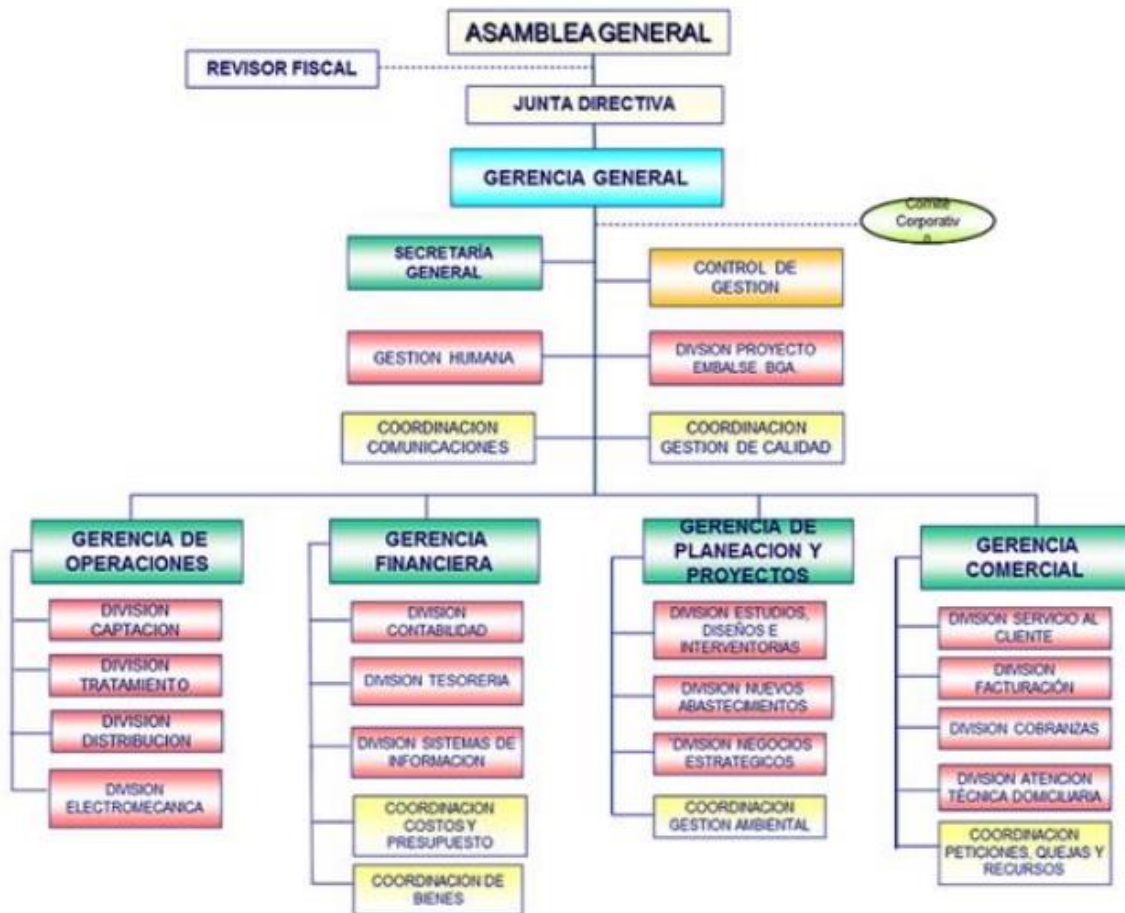 ASAMBLEA GENERAL
REVISOR FISCAL
JUNTA DIRECTIVA
GERENCIA GENERAL
Comité
Corporativ
o
SECRETARÍA
GENERAL
CONTROL DE
GESTION
GESTION HUMANA
DIVSION PROYECTO
EMBALSE BGA.
COORDINACION
COMUNICACIONES
COORDINACION
GESTION DE CALIDAD
GERENCIA DE
OPERACIONES
DIVISION
CAPTACION
DIVISION
TRATAMIENTO
DIVISION
DISTRIBUCION
DIVISION
ELECTROMECANICA
GERENCIA
FINANCIERA
DIVISION
CONTABILIDAD
DIVISION TESORERIA
DIVISION SISTEMAS DE
INFORMACION
COORDINACION
COSTOS Y
PRESUPUESTO
COORDINACION DE
BIENES
GERENCIA DE
PLANEACION Y
PROYECTOS
DIVISION ESTUDIOS,
DISEÑOS E
INTERVENTORIAS
DIVISION NUEVOS
ABASTECIMIENTOS
DIVISION NEGOCIOS
ESTRATEGICOS
COORDINACION
GESTION AMBIENTAL
GERENCIA
COMERCIAL
DIVISION SERVICIO AL
CLIENTE
DIVISION
FACTURACIÓN
DIVISION COBRANZAS
DIVISION ATENCION
TÉCNICA DOMICILIARIA
COORDINACION
PETICIONES, QUEJAS Y
RECURSOS